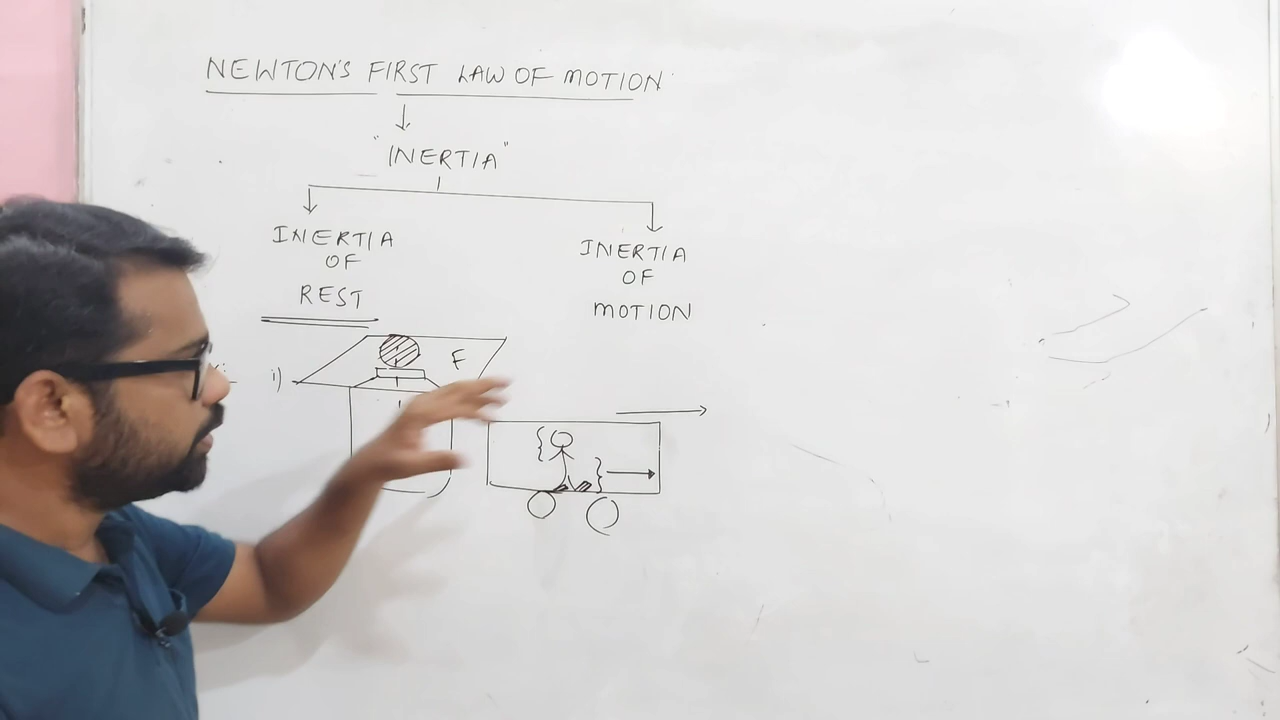 NEWTON'S FIRST LAW OF MOTION
"INERTIA"
INERTIA
OF
REST
INERTIA
OF
MOTION
i)
F